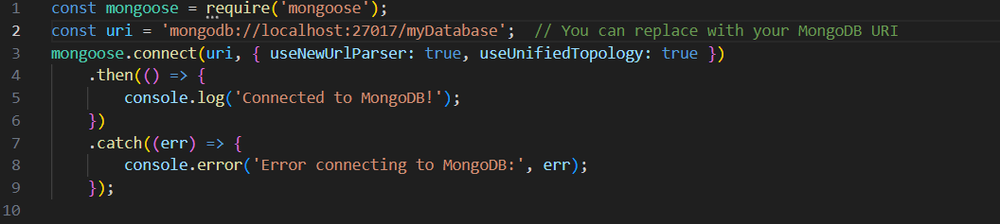 1 const mongoose = require('mongoose');
2 const uri = 'mongodb://localhost:27017/myDatabase';  // You can replace with your MongoDB URI
3 mongoose.connect(uri, { useNewUrlParser: true, useUnifiedTopology: true })
4     .then(() => {
5         console.log('Connected to MongoDB!');
6     })
7     .catch((err) => {
8         console.error('Error connecting to MongoDB:', err);
9     });
10